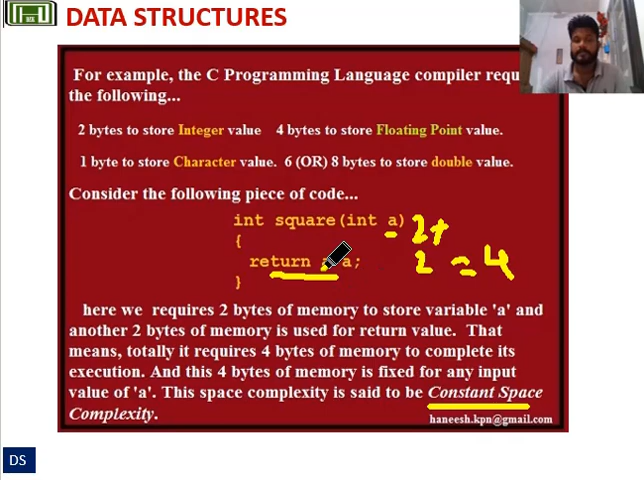 DATA STRUCTURES
For example, the C Programming Language compiler
the following...
2 bytes to store Integer value 4 bytes to store Floating Point value.
1 byte to store Character value. 6 (OR) 8 bytes to store double value.
Consider the following piece of code...
int square(int a) 2+
{
return a; 2 = 4
}
here we requires 2 bytes of memory to store variable 'a' and
another 2 bytes of memory is used for return value. That
means, totally it requires 4 bytes of memory to complete its
execution. And this 4 bytes of memory is fixed for any input
value of 'a'. This space complexity is said to be Constant Space
Complexity.
haneesh.kpn@gmail.com
DS